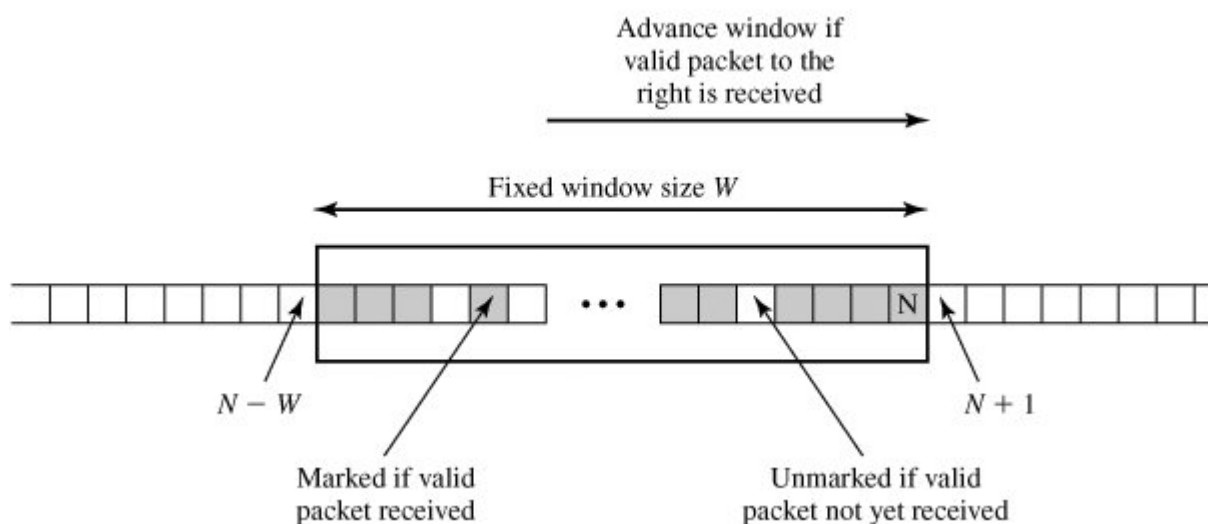 Advance window if
valid packet to the
right is received
Fixed window size W
N
N − W
N + 1
Marked if valid
packet received
Unmarked if valid
packet not yet received